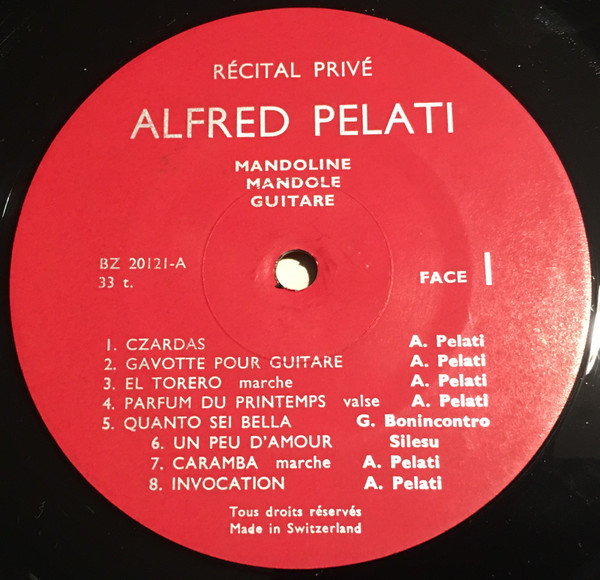 RÉCITAL PRIVÉ
ALFRED PELATI
MANDOLINE
MANDOLE
GUITARE
BZ 20121-A
33 t.
FACE 1
1. CZARDAS A. Pelati
2. GAVOTTE POUR GUITARE A. Pelati
3. EL TORERO marche A. Pelati
4. PARFUM DU PRINTEMPS valse A. Pelati
5. QUANTO SEI BELLA G. Bonincontro
6. UN PEU D'AMOUR Silesu
7. CARAMBA marche A. Pelati
8. INVOCATION A. Pelati
Tous droits réservés
Made in Switzerland